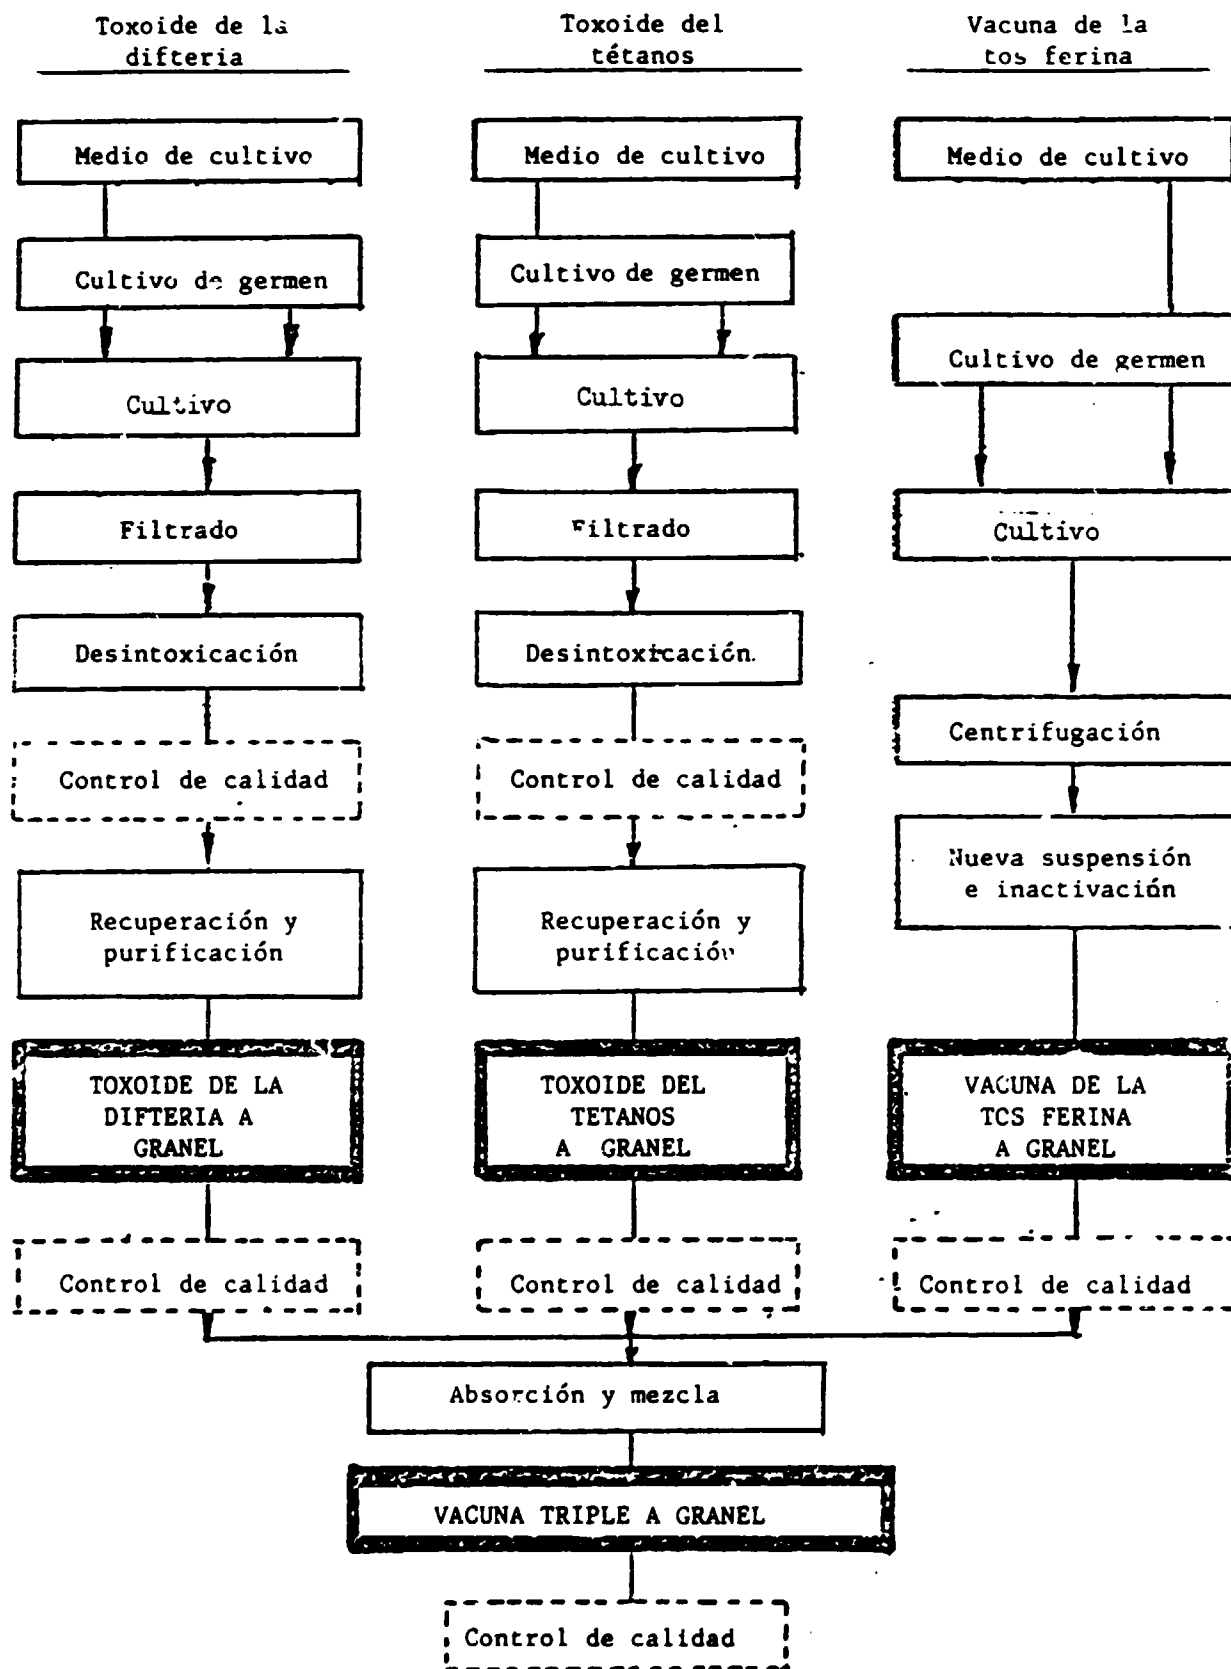 Toxoide de la
difteria
Medio de cultivo
Cultivo de germen
Cultivo
Filtrado
Desintoxicación
Control de calidad
Recuperación y
purificación
TOXOIDE DE LA
DIFTERIA A
GRANEL
Control de calidad
Toxoide del
tétanos
Medio de cultivo
Cultivo de germen
Cultivo
Filtrado
Desintoxicación
Control de calidad
Recuperación y
purificación
TOXOIDE DEL
TETANOS
A GRANEL
Control de calidad
Vacuna de la
tos ferina
Medio de cultivo
Cultivo de germen
Cultivo
Centrifugación
Nueva suspensión
e inactivación
VACUNA DE LA
TOS FERINA
A GRANEL
Control de calidad
Absorción y mezcla
VACUNA TRIPLE A GRANEL
Control de calidad